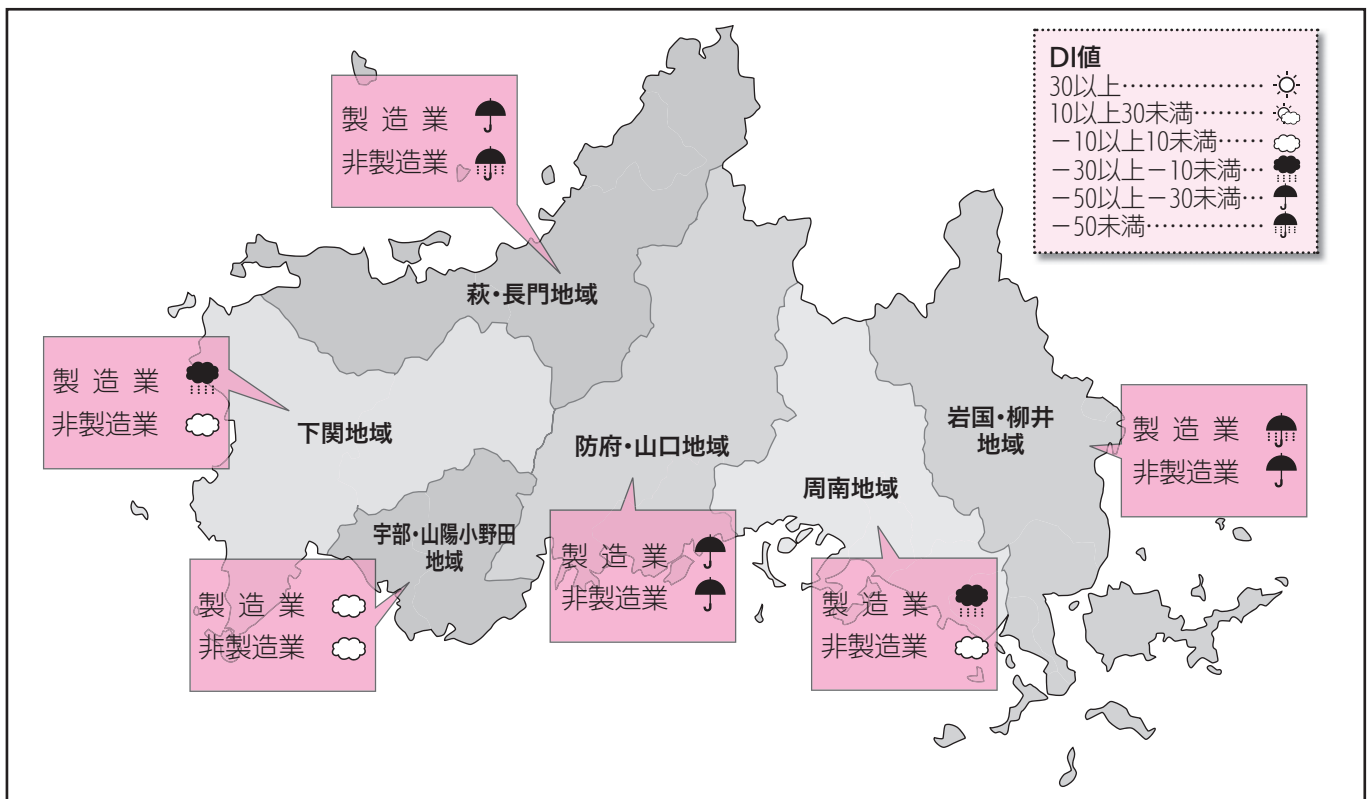 DI値
30以上………………
10以上30未満………
－10以上10未満……
－30以上－10未満…
－50以上－30未満…
－50未満……………
製造業
非製造業
萩・長門地域
製造業
非製造業
下関地域
防府・山口地域
岩国・柳井
地域
製造業
非製造業
周南地域
宇部・山陽小野田
地域
製造業
非製造業
製造業
非製造業
製造業
非製造業